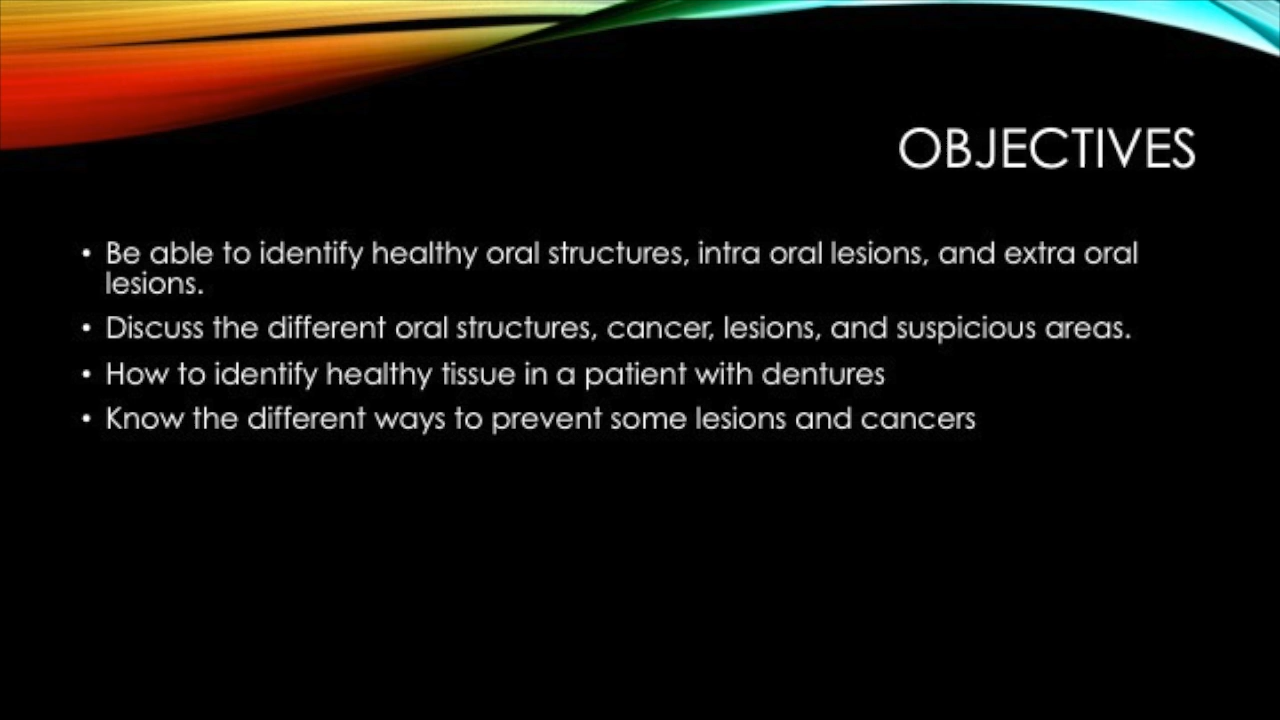 OBJECTIVES
• Be able to identify healthy oral structures, intra oral lesions, and extra oral
lesions.
• Discuss the different oral structures, cancer, lesions, and suspicious areas.
• How to identify healthy tissue in a patient with dentures
• Know the different ways to prevent some lesions and cancers